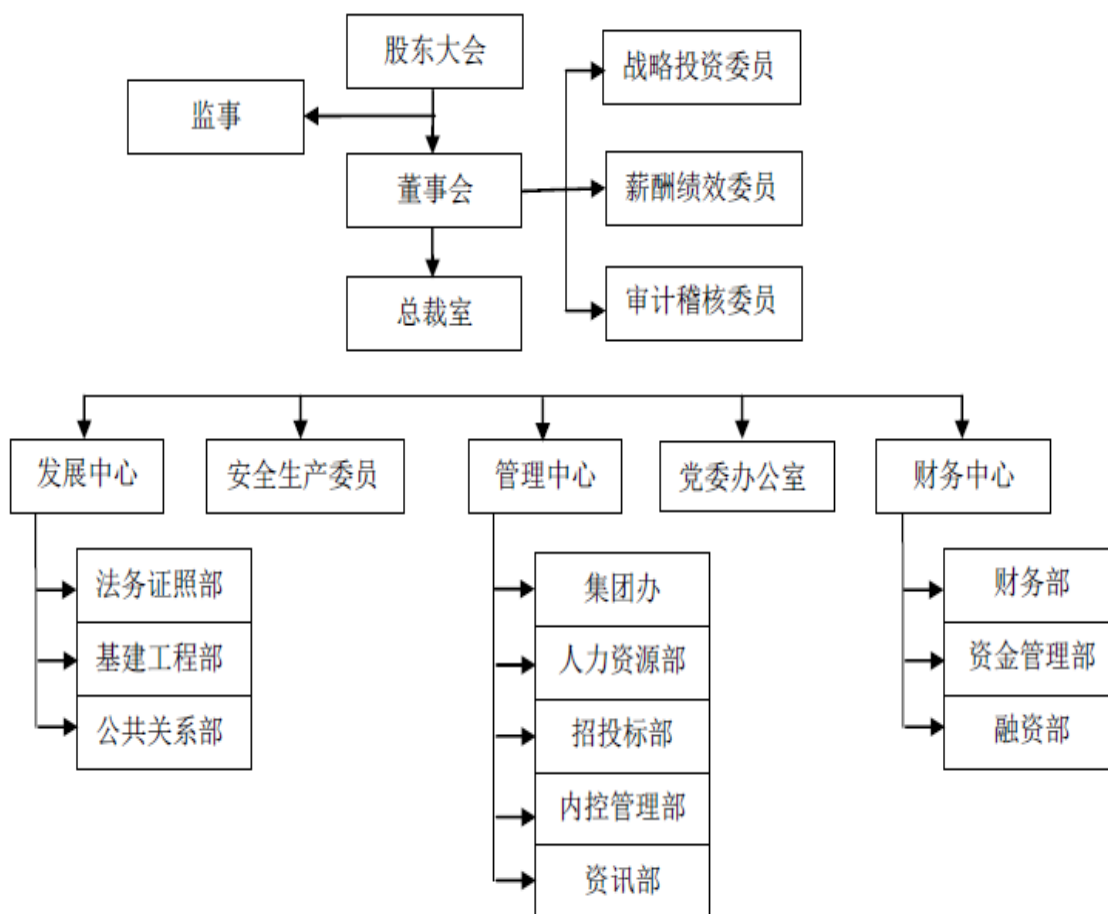 股东大会
战略投资委员
监事
董事会
薪酬绩效委员
总裁室
审计稽核委员
发展中心
安全生产委员
管理中心
党委办公室
财务中心
法务证照部
基建工程部
公共关系部
集团办
人力资源部
招投标部
内控管理部
资讯部
财务部
资金管理部
融资部